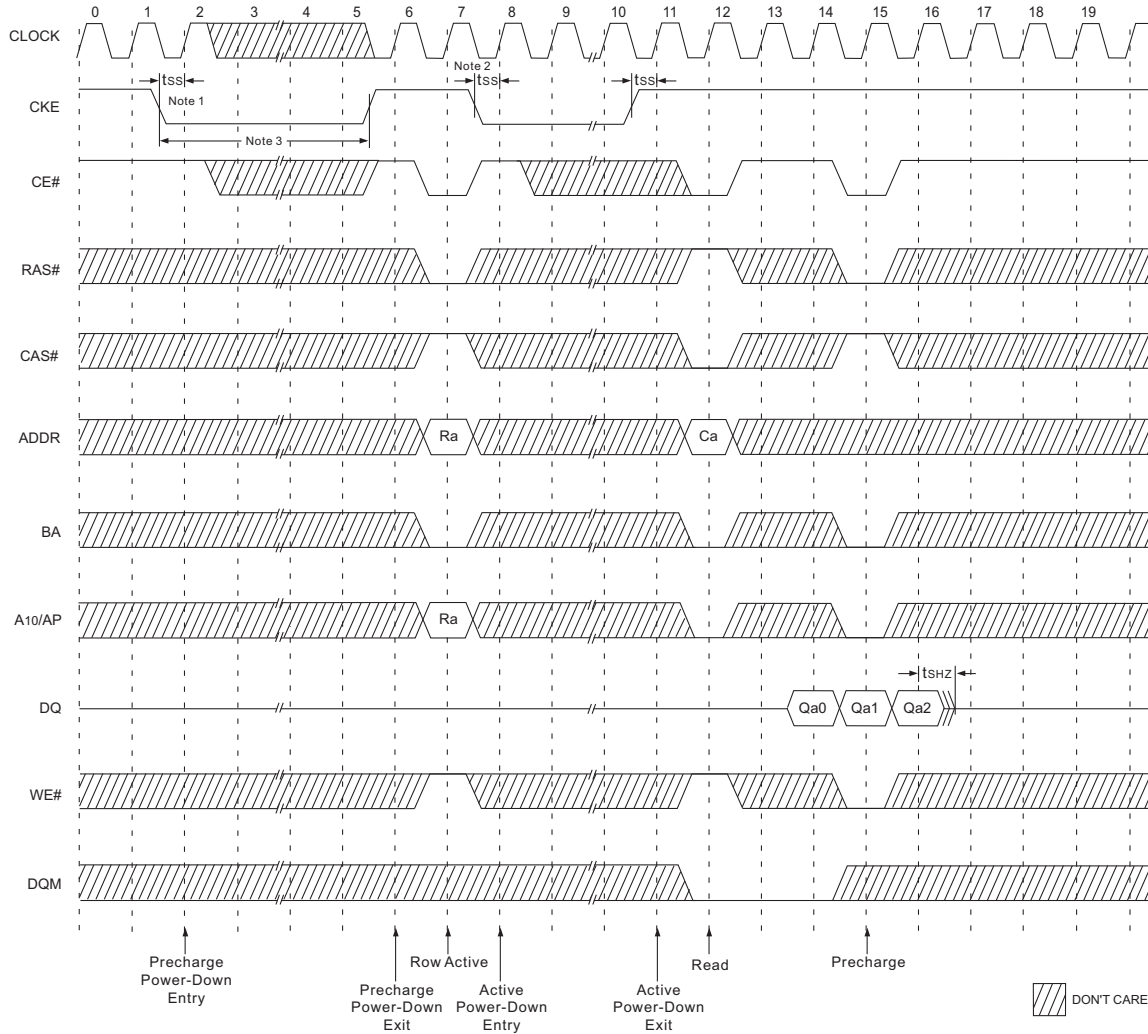 0 1 2 3 4 5 6 7 8 9 10 11 12 13 14 15 16 17 18 19
CLOCK
tSS Note 2 tSS tSS
Note 1
CKE
Note 3
CE#
RAS#
CAS#
ADDR Ra Ca
BA
A10/AP Ra
tSHZ
DQ Qa0 Qa1 Qa2
WE#
DQM
Precharge
Power-Down
Entry
Precharge
Power-Down
Exit
Row Active
Active
Power-Down
Entry
Active
Power-Down
Exit
Read
Precharge
DON'T CARE